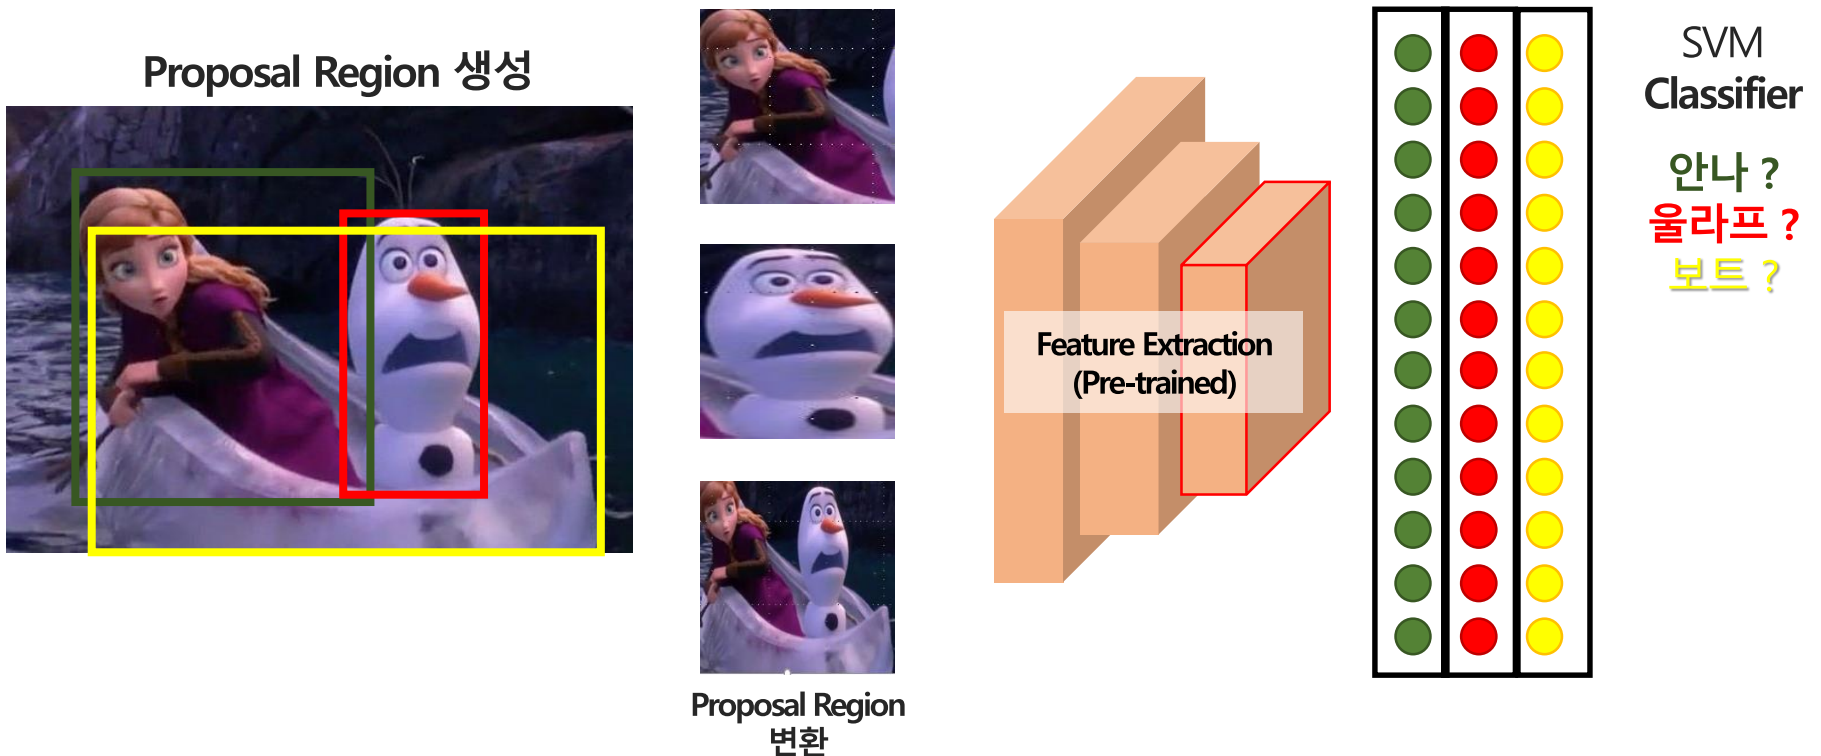 Proposal Region 생성
Proposal Region
변환
Feature Extraction
(Pre-trained)
SVM
Classifier
안나 ?
울라프 ?
보트 ?